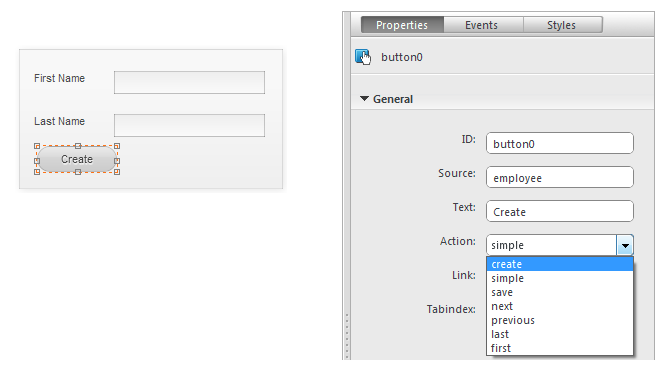 First Name
Last Name
Create
Properties Events Styles
button0
General
ID: button0
Source: employee
Text: Create
Action: simple
create
simple
save
next
previous
last
first
Link:
Tabindex: